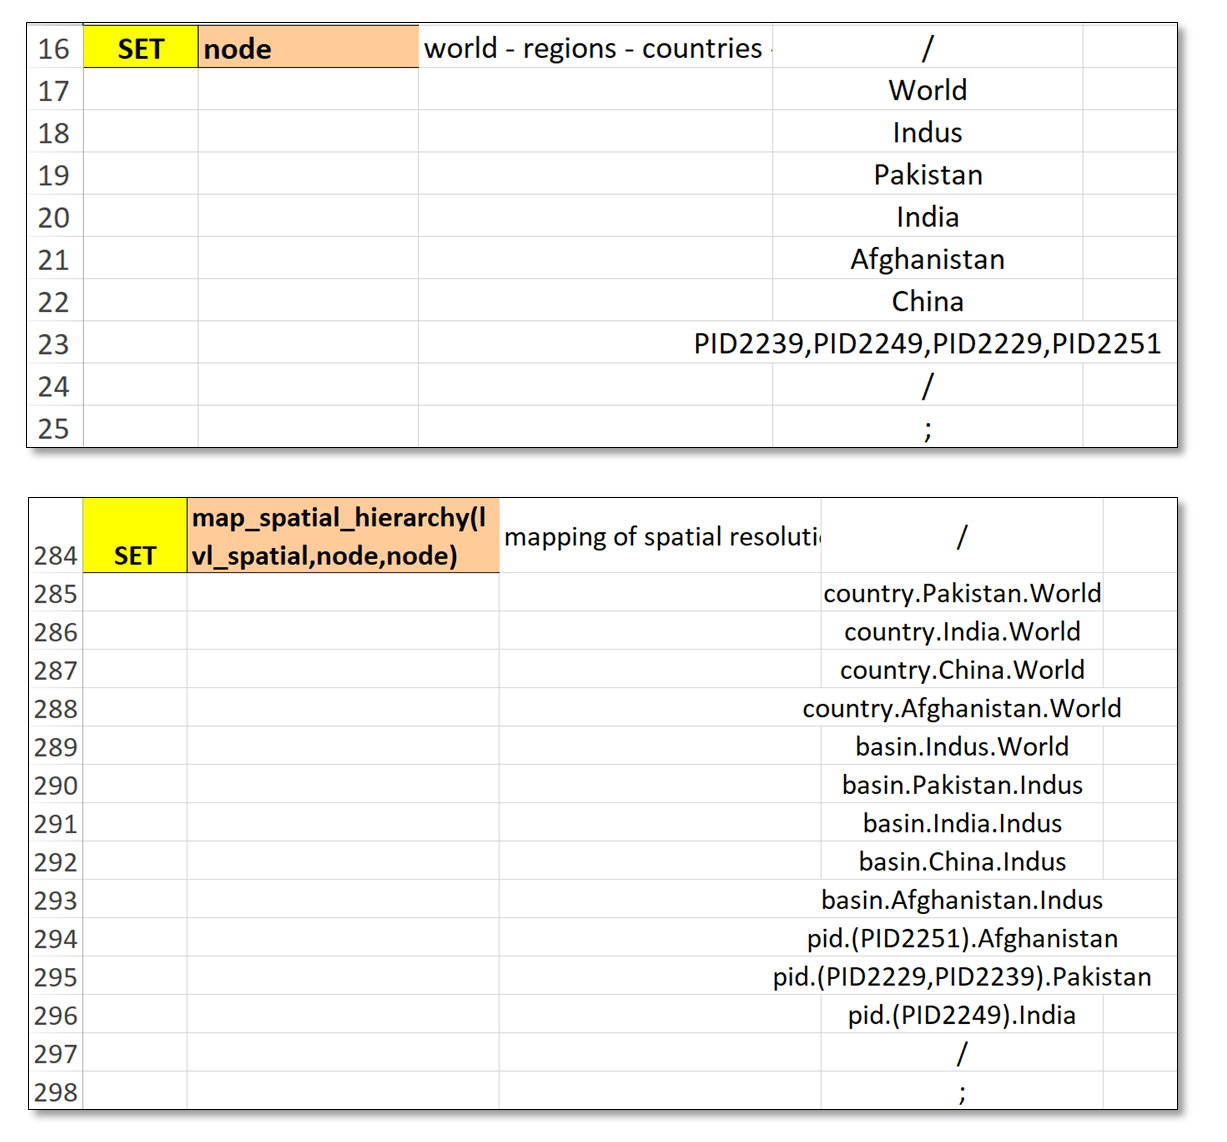 16 SET node world - regions - countries - /
17 World
18 Indus
19 Pakistan
20 India
21 Afghanistan
22 China
23 PID2239,PID2249,PID2229,PID2251
24 /
25 ;
map_spatial_hierarchy(l
284 SET vl_spatial,node,node) mapping of spatial resoluti /
285 country.Pakistan.World
286 country.India.World
287 country.China.World
288 country.Afghanistan.World
289 basin.Indus.World
290 basin.Pakistan.Indus
291 basin.India.Indus
292 basin.China.Indus
293 basin.Afghanistan.Indus
294 pid.(PID2251).Afghanistan
295 pid.(PID2229,PID2239).Pakistan
296 pid.(PID2249).India
297 /
298 ;